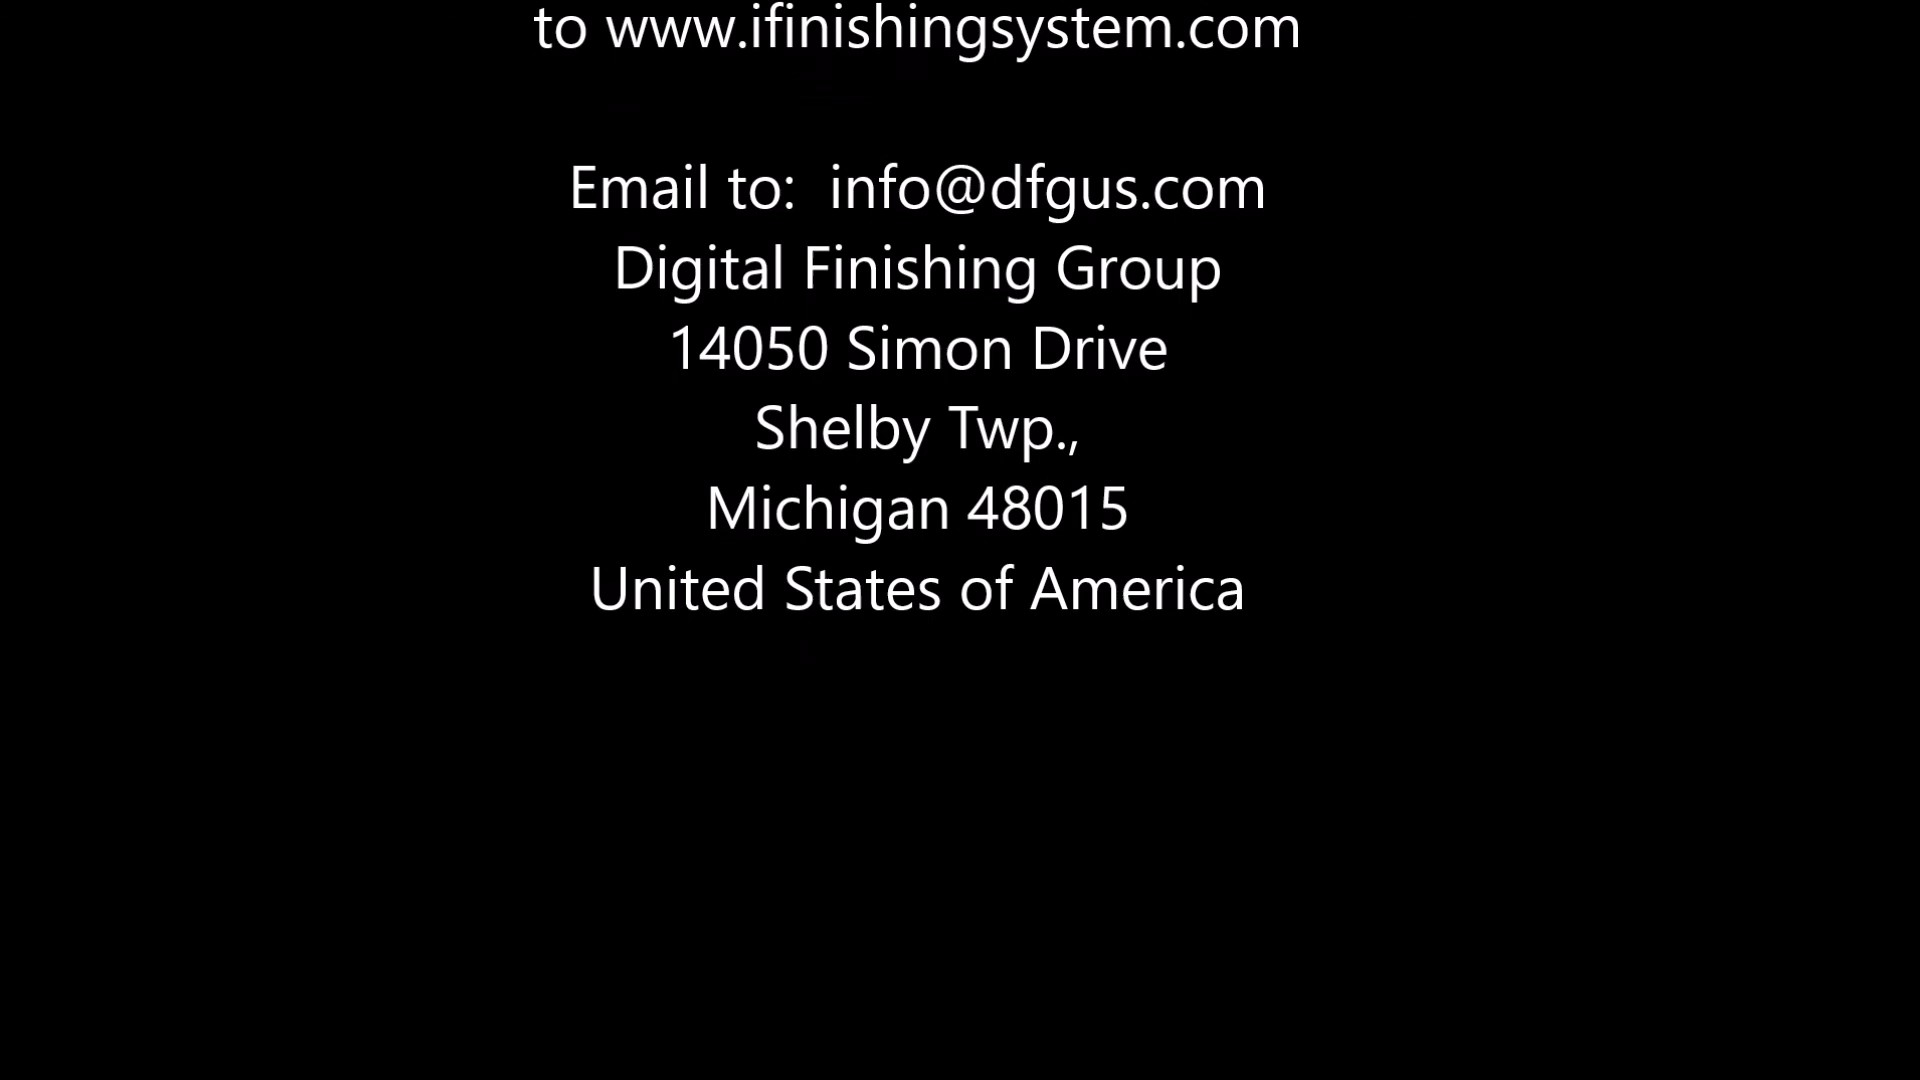 to www.ifinishingsystem.com
Email to:  info@dfgus.com
Digital Finishing Group
14050 Simon Drive
Shelby Twp.,
Michigan 48015
United States of America